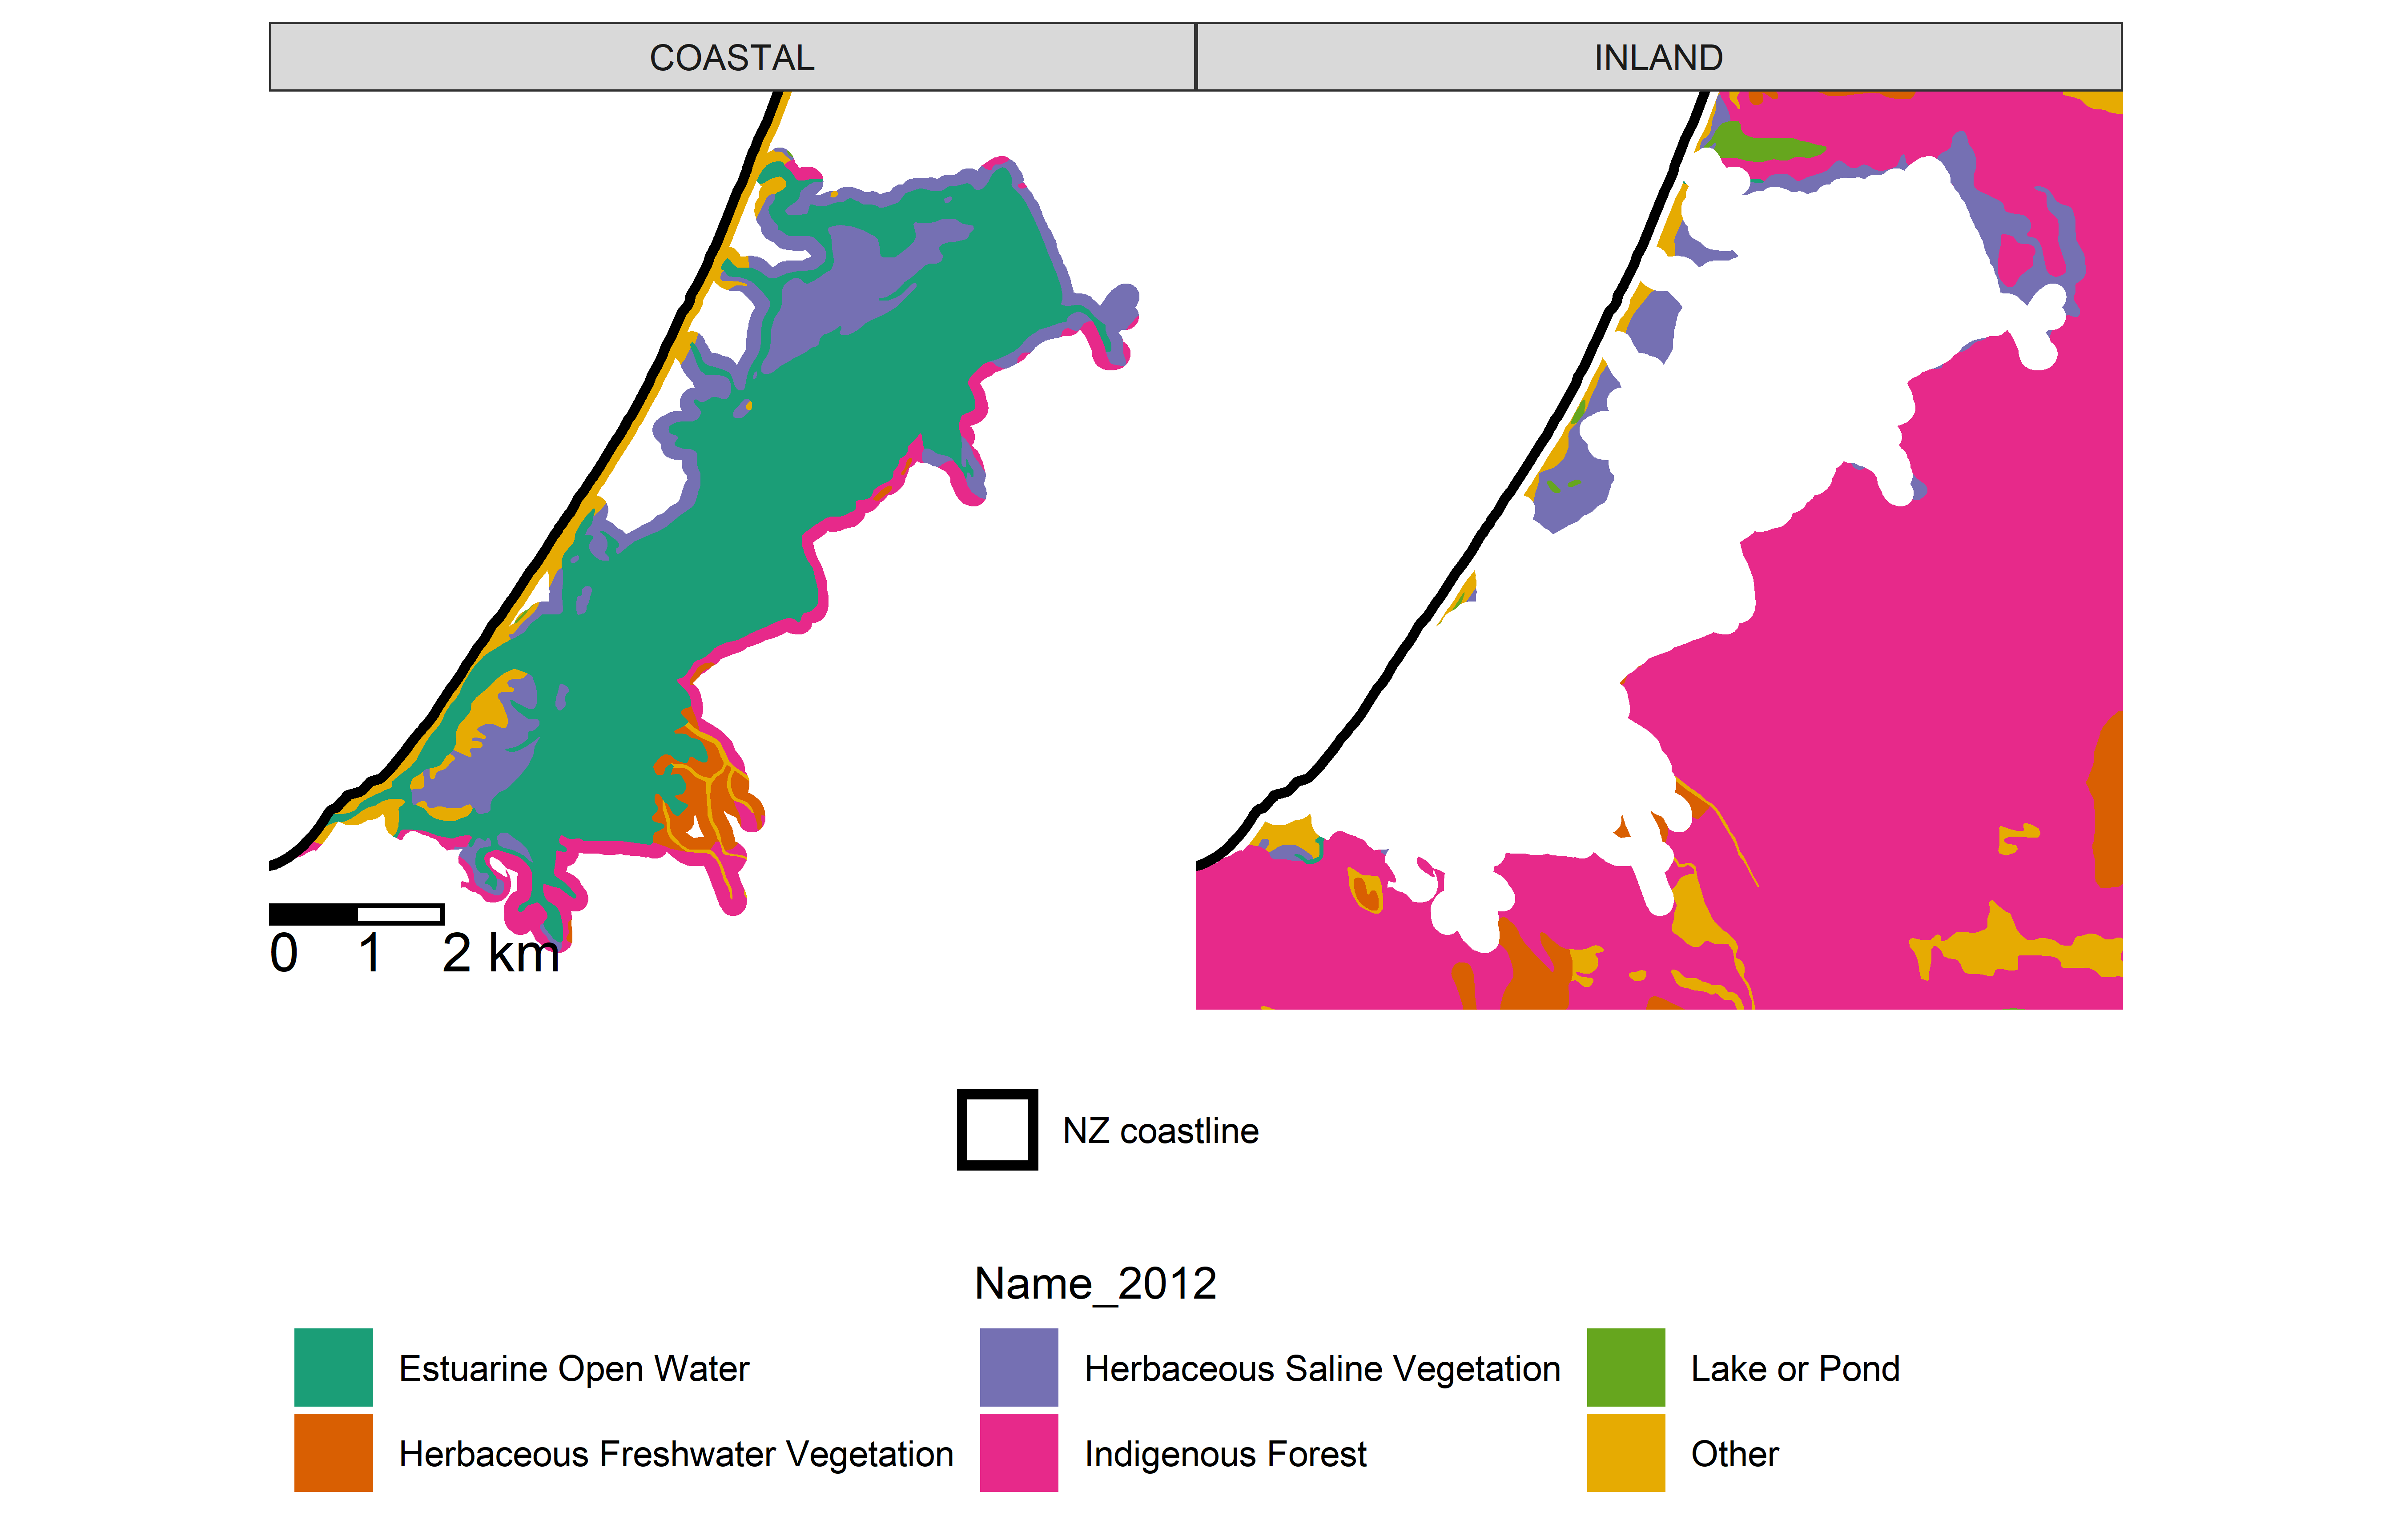 COASTAL
INLAND
0 1 2 km
NZ coastline
Name_2012
Estuarine Open Water
Herbaceous Saline Vegetation
Lake or Pond
Herbaceous Freshwater Vegetation
Indigenous Forest
Other